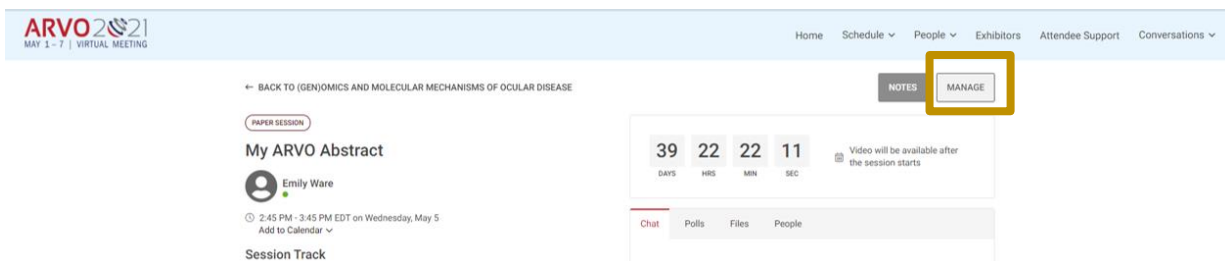 ARVO2021
MAY 1-7 | VIRTUAL MEETING
Home Schedule People Exhibitors Attendee Support Conversations
← BACK TO (GEN)OMICS AND MOLECULAR MECHANISMS OF OCULAR DISEASE
NOTES MANAGE
PAPER SESSION
My ARVO Abstract
Emily Ware
2:45 PM - 3:45 PM EDT on Wednesday, May 5
Add to Calendar
Session Track
39 22 22 11
DAYS HRS MIN SEC
Video will be available after
the session starts
Chat Polls Files People